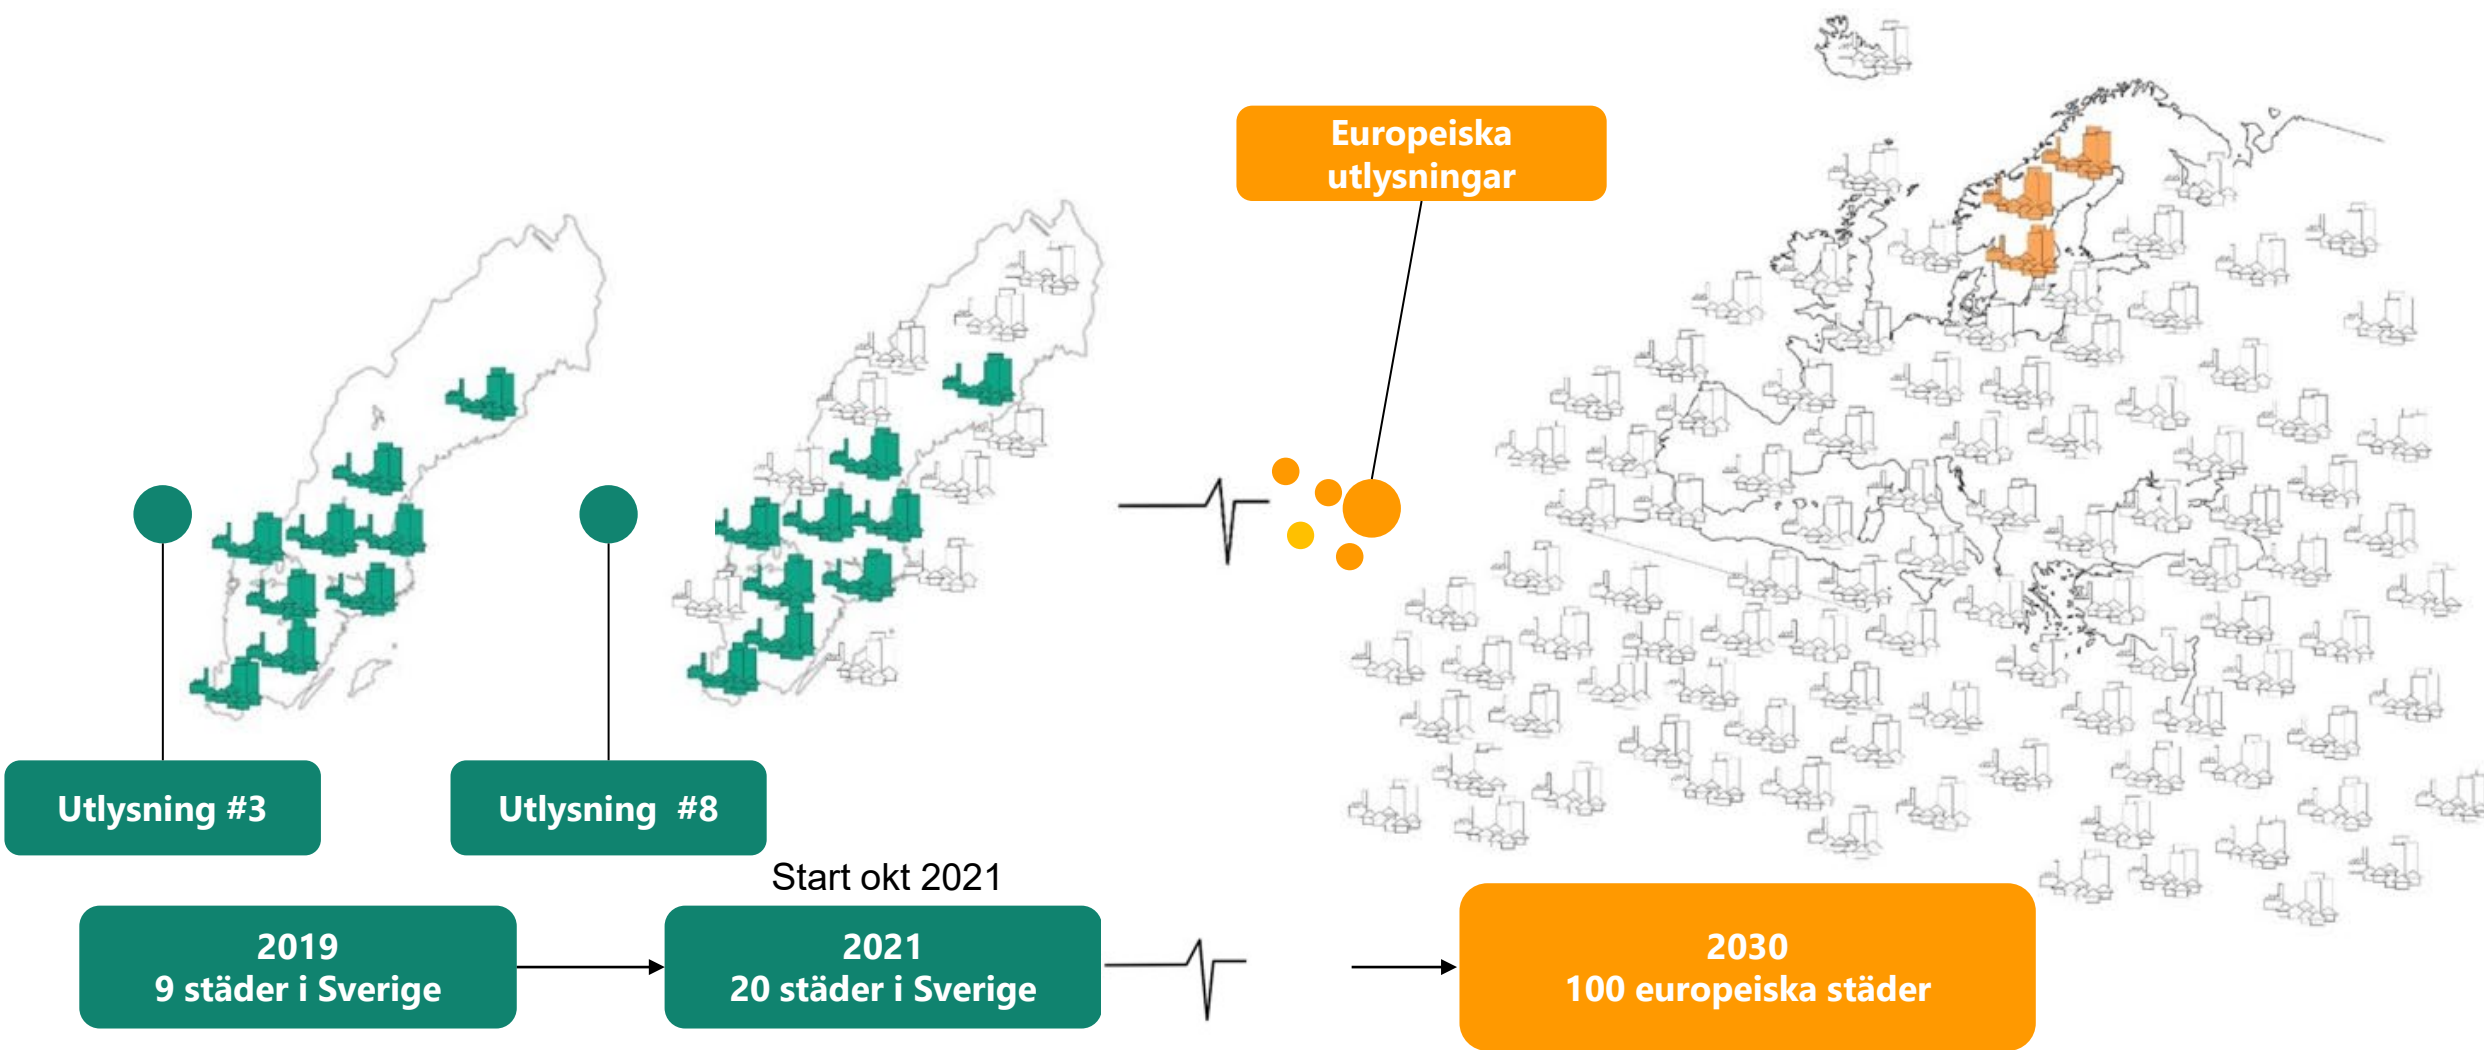 Europeiska
utlysningar
Utlysning #3
Utlysning #8
Start okt 2021
2019
9 städer i Sverige
2021
20 städer i Sverige
2030
100 europeiska städer